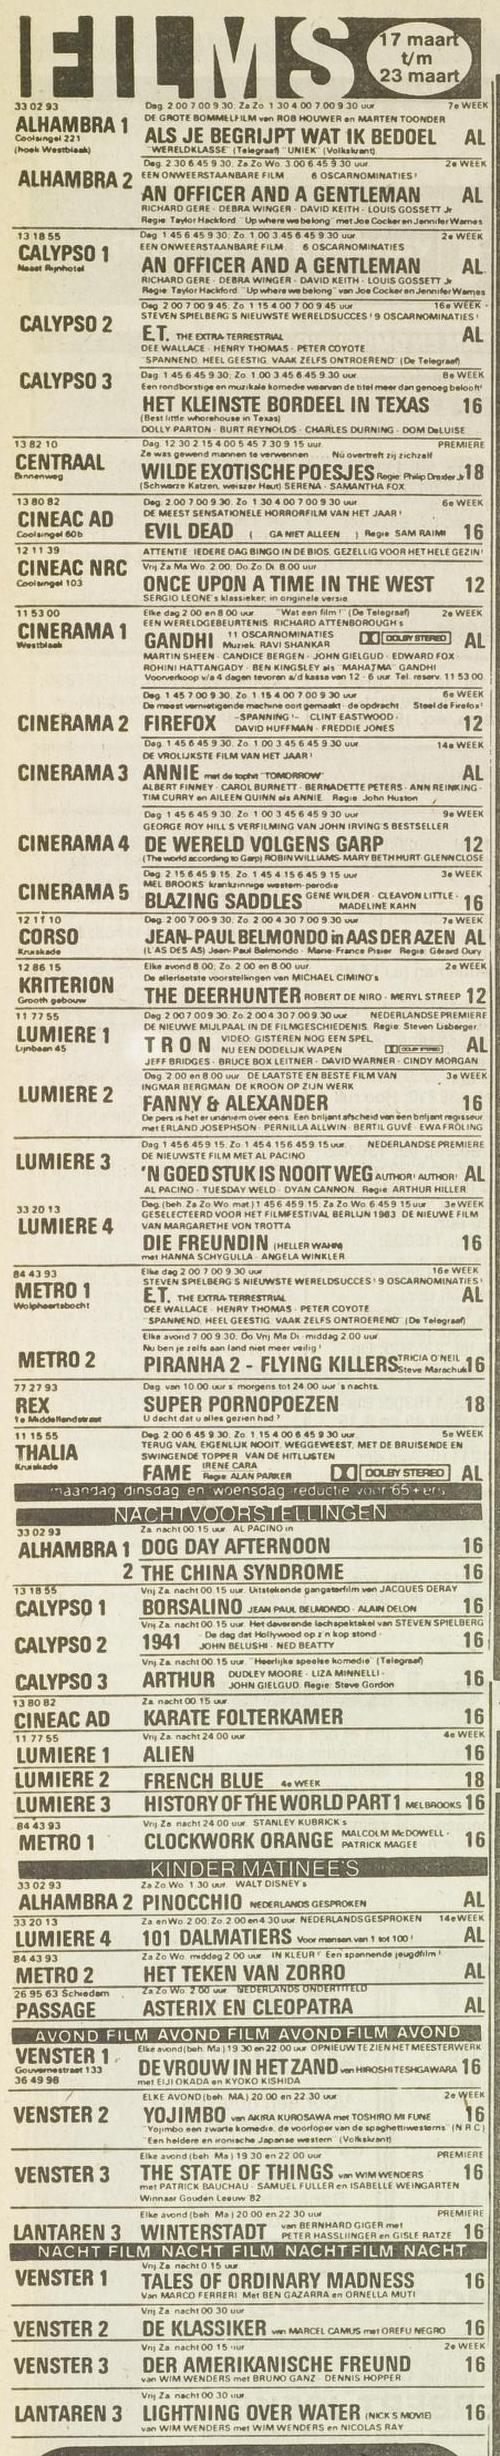 FILMS
17 maart
t/m
23 maart
33 02 93
Dag. 2.00 7.00 9.30. Za Zo. 1.30 4.00 7.00 9.30 uur
7e WEEK
ALHAMBRA 1
Coolsingel 221
(hoek Westblaak)
DE GROTE BOMMELFILM van ROB HOUWER en MARTEN TOONDER
ALS JE BEGRIJPT WAT IK BEDOEL AL
"WERELDKLASSE" (Telegraaf) "UNIEK" (Volkskrant)
Dag. 2.30 6.45 9.30. Za Zo Wo. 3.00 6.45 9.30 uur
2e WEEK
ALHAMBRA 2
EEN ONWEERSTAANBARE FILM 6 OSCARNOMINATIES!
AN OFFICER AND A GENTLEMAN AL
RICHARD GERE - DEBRA WINGER - DAVID KEITH - LOUIS GOSSETT Jr
Regie Taylor Hackford. "Up where we belong" met Joe Cocker en Jennifer Warnes
13 18 55
Dag. 1.45 6.45 9.30. Zo. 1.00 3.45 6.45 9.30 uur
2e WEEK
CALYPSO 1
Naast Rijnhotel
EEN ONWEERSTAANBARE FILM 6 OSCARNOMINATIES
AN OFFICER AND A GENTLEMAN AL
RICHARD GERE - DEBRA WINGER - DAVID KEITH - LOUIS GOSSETT Jr
Regie Taylor Hackford. "Up where we belong" van Joe Cocker en Jennifer Warnes
Dag. 2.00 7.00 9.45. Zo. 1.15 4.00 7.00 9.45 uur
16e WEEK
CALYPSO 2
STEVEN SPIELBERG'S NIEUWSTE WERELDSUCCES! 9 OSCARNOMINATIES!
E.T. THE EXTRA-TERRESTRIAL AL
DEE WALLACE - HENRY THOMAS - PETER COYOTE
"SPANNEND. HEEL GEESTIG. VAAK ZELFS ONTROEREND" (De Telegraaf)
Dag. 1.45 6.45 9.30. Zo. 1.00 3.45 6.45 9.30 uur
8e WEEK
CALYPSO 3
Een rondborstige en muzikale komedie waarvan de titel meer dan genoeg belooft!
HET KLEINSTE BORDEEL IN TEXAS 16
(Best little whorehouse in Texas)
DOLLY PARTON - BURT REYNOLDS - CHARLES DURNING - DOM DeLUISE
13 82 10
Dag. 12.30 2.15 4.00 5.45 7.30 9.15 uur
PREMIERE
CENTRAAL
Binnenweg
Ze was gewend mannen te verwennen ... Nú overtreft zij zichzelf
WILDE EXOTISCHE POESJES Regie: Philip Drexler Jr 18
(Schwarze Katzen, weiszer Haut) SERENA - SAMANTHA FOX
13 80 82
Dag. 2.00 7.00 9.30. Zo. 1.30 4.00 7.00 9.30 uur
6e WEEK
CINEAC AD
Coolsingel 60b
DE MEEST SENSATIONELE HORRORFILM VAN HET JAAR!
EVIL DEAD ( GA NIET ALLEEN ) Regie SAM RAIMI 16
12 11 39
ATTENTIE: IEDERE DAG BINGO IN DE BIOS. GEZELLIG VOOR HET HELE GEZIN!
CINEAC NRC
Coolsingel 103
Vrij Za Ma Wo. 2.00. Do. Zo. Di. 8.00 uur
ONCE UPON A TIME IN THE WEST 12
SERGIO LEONE's klassieker, in originele versie
11 53 00
Elke dag 2.00 en 8.00 uur. "Wat een film!" (De Telegraaf)
2e WEEK
CINERAMA 1
Westblaak
EEN WERELDGEBEURTENIS. RICHARD ATTENBOROUGH's
GANDHI 11 OSCARNOMINATIES
Muziek RAVI SHANKAR
DOLBY STEREO AL
MARTIN SHEEN - CANDICE BERGEN - JOHN GIELGUD - EDWARD FOX -
ROHINI HATTANGADY - BEN KINGSLEY als "MAHATMA" GANDHI
Voorverkoop v/a 4 dagen tevoren a/d kassa van 12 - 6 uur. Tel. reserv. 11 53 00
Dag. 1.45 7.00 9.30. Zo. 1.15 4.00 7.00 9.30 uur
6e WEEK
CINERAMA 2
De meest vernietigende machine ooit gemaakt - de opdracht... Steel de Firefox!
FIREFOX -SPANNING!- CLINT EASTWOOD -
DAVID HUFFMAN - FREDDIE JONES 12
Dag. 1.45 6.45 9.30. Zo. 1.00 3.45 6.45 9.30 uur
14e WEEK
CINERAMA 3
DE VROLIJKSTE FILM VAN HET JAAR!
ANNIE met de tophit "TOMORROW" AL
ALBERT FINNEY - CAROL BURNETT - BERNADETTE PETERS - ANN REINKING -
TIM CURRY en AILEEN QUINN als ANNIE. Regie: John Huston
Dag. 1.45 6.45 9.30. Zo. 1.00 3.45 6.45 9.30 uur
9e WEEK
CINERAMA 4
GEORGE ROY HILL'S VERFILMING VAN JOHN IRVING'S BESTSELLER
DE WERELD VOLGENS GARP 12
(The world according to Garp) ROBIN WILLIAMS - MARY BETH HURT - GLENN CLOSE
Dag. 2.15 6.45 9.15. Zo. 1.45 4.15 6.45 9.15 uur
3e WEEK
CINERAMA 5
MEL BROOKS' krankzinnige western-parodie
BLAZING SADDLES GENE WILDER - CLEAVON LITTLE -
MADELINE KAHN 16
12 11 10
Dag. 2.00 7.00 9.30. Zo. 2.00 4.30 7.00 9.30 uur
7e WEEK
CORSO
Kruiskade
JEAN-PAUL BELMONDO in AAS DER AZEN AL
(L'AS DES AS) Jean-Paul Belmondo - Marie-France Pisier. Regie: Gérard Oury
12 86 15
Elke avond 8.00. Zo. 2.00 en 8.00 uur
2e WEEK
KRITERION
Grooth. gebouw
De allerlaatste voorstellingen van MICHAEL CIMINO's
THE DEERHUNTER ROBERT DE NIRO - MERYL STREEP 12
11 77 55
Dag. 2.00 7.00 9.30. Zo. 2.00 4.30 7.00 9.30 uur
NEDERLANDSE PREMIERE
LUMIERE 1
Lijnbaan 45
DE NIEUWE MIJLPAAL IN DE FILMGESCHIEDENIS. Regie: Steven Lisberger
TRON VIDEO: GISTEREN NOG EEN SPEL,
NU EEN DODELIJK WAPEN
DOLBY STEREO AL
JEFF BRIDGES - BRUCE BOXLEITNER - DAVID WARNER - CINDY MORGAN
Dag. 2.00 en 8.00 uur. DE LAATSTE EN BESTE FILM VAN
3e WEEK
LUMIERE 2
INGMAR BERGMAN. DE KROON OP ZIJN WERK
FANNY & ALEXANDER 16
De pers is het er unaniem over eens. Een briljant afscheid van een briljant regisseur
met ERLAND JOSEPHSON - PERNILLA ALLWIN - BERTIL GUVÉ - EWA FRÖLING
Dag. 1.45 6.45 9.15. Zo. 1.45 4.15 6.45 9.15 uur
NEDERLANDSE PREMIERE
LUMIERE 3
DE NIEUWSTE FILM MET AL PACINO
'N GOED STUK IS NOOIT WEG AUTHOR! AUTHOR! AL
AL PACINO - TUESDAY WELD - DYAN CANNON. Regie: ARTHUR HILLER
33 20 13
Dag. (beh. Za Zo Wo. mat.) 1.45 6.45 9.15. Za Zo Wo. 6.45 9.15 uur
3e WEEK
LUMIERE 4
GESELECTEERD VOOR HET FILMFESTIVAL BERLIJN 1983. DE NIEUWE FILM
VAN MARGARETHE VON TROTTA
DIE FREUNDIN (HELLER WAHN) 16
met HANNA SCHYGULLA - ANGELA WINKLER
84 43 93
Elke dag 2.00 7.00 9.30 uur
16e WEEK
METRO 1
Wolphaertsbocht
STEVEN SPIELBERG'S NIEUWSTE WERELDSUCCES! 9 OSCARNOMINATIES!
E.T. THE EXTRA-TERRESTRIAL AL
DEE WALLACE - HENRY THOMAS - PETER COYOTE
"SPANNEND. HEEL GEESTIG. VAAK ZELFS ONTROEREND" (De Telegraaf)
Elke avond 7.00 9.30. Do Vrij Ma Di - middag 2.00 uur
METRO 2
Nu ben je zelfs aan land niet meer veilig!
PIRANHA 2 - FLYING KILLERS TRICIA O'NEIL
Steve Marachuk 16
77 27 93
Dag. van 10.00 uur 's morgens tot 24.00 uur 's nachts.
REX
1e Middellandstraat
SUPER PORNOPOEZEN 18
U dacht dat u alles gezien had?
11 15 55
Dag. 2.00 6.45 9.30. Zo. 1.15 4.00 6.45 9.30 uur
5e WEEK
THALIA
Kruiskade
TERUG VAN, EIGENLIJK NOOIT, WEGGEWEEST, MET DE BRUISENDE EN
SWINGENDE TOPPER VAN DE HITLIJSTEN
FAME IRENE CARA
Regie: ALAN PARKER
DOLBY STEREO AL
maandag dinsdag en woensdag reductie voor 65+ers
NACHTVOORSTELLINGEN
33 02 93
Za. nacht 00.15 uur. AL PACINO in
ALHAMBRA 1 DOG DAY AFTERNOON 16
2 THE CHINA SYNDROME 16
13 18 55
Vrij Za. nacht 00.15 uur. Uitstekende gangsterfilm van JACQUES DERAY
CALYPSO 1 BORSALINO JEAN PAUL BELMONDO - ALAIN DELON 16
Vrij Za. nacht 00.15 uur. Het daverende lachspektakel van STEVEN SPIELBERG
CALYPSO 2 1941 - De dag dat Hollywood op z'n kop stond -
JOHN BELUSHI - NED BEATTY 16
Vrij Za. nacht 00.15 uur. "Heerlijke speelse komedie" (Telegraaf)
CALYPSO 3 ARTHUR DUDLEY MOORE - LIZA MINNELLI -
JOHN GIELGUD. Regie: Steve Gordon 16
13 80 82
Za. nacht 00.15 uur
CINEAC AD KARATE FOLTERKAMER 16
11 77 55
Vrij Za. nacht 24.00 uur
4e WEEK
LUMIERE 1 ALIEN 16
LUMIERE 2 FRENCH BLUE 4e WEEK 18
LUMIERE 3 HISTORY OF THE WORLD PART 1 MEL BROOKS 16
84 43 93
Vrij Za. nacht 24.00 uur. STANLEY KUBRICK's
METRO 1 CLOCKWORK ORANGE MALCOLM McDOWELL -
PATRICK MAGEE 16
KINDER MATINEE'S
33 02 93
Za Zo Wo. 1.30 uur. WALT DISNEY's
ALHAMBRA 2 PINOCCHIO NEDERLANDS GESPROKEN AL
33 20 13
Za en Wo. 2.00. Zo. 2.00 en 4.30 uur. NEDERLANDS GESPROKEN
14e WEEK
LUMIERE 4 101 DALMATIERS Voor mensen van 1 tot 100! AL
84 43 93
Za Zo Wo. middag 2.00 uur. IN KLEUR! Een spannende jeugdfilm!
METRO 2 HET TEKEN VAN ZORRO AL
26 95 63 Schiedam
Za Zo Wo. 2.00 uur. NEDERLANDS ONDERTITELD
PASSAGE ASTERIX EN CLEOPATRA AL
AVOND FILM AVOND FILM AVOND FILM AVOND
VENSTER 1
Gouvernestraat 133
36 49 98
Elke avond (beh. Ma.) 19.30 en 22.00 uur. OPNIEUW TE ZIEN HET MEESTERWERK
DE VROUW IN HET ZAND van HIROSHI TESHGAWARA 16
met EIJI OKADA en KYOKO KISHIDA
ELKE AVOND (beh. MA.) 20.00 en 22.30 uur
2e WEEK
VENSTER 2
YOJIMBO van AKIRA KUROSAWA met TOSHIRO MIFUNE 16
"Yojimbo een zwarte komedie, de voorloper van de spaghettiwesterns" (N.R.C.)
"Een heldere en ironische Japanse western" (Volkskrant)
Elke avond (beh. Ma.) 19.30 en 22.00 uur
PREMIERE
VENSTER 3
THE STATE OF THINGS van WIM WENDERS 16
met PATRICK BAUCHAU - SAMUEL FULLER en ISABELLE WEINGARTEN
Winnaar Gouden Leeuw '82
Elke avond (beh. Ma.) 20.00 en 22.30 uur
PREMIERE
LANTAREN 3 WINTERSTADT van BERNHARD GIGER met
PETER HASSLINGER en GISLE RATZE 16
NACHT FILM NACHT FILM NACHT FILM NACHT
Vrij Za. nacht 0.15 uur
VENSTER 1
TALES OF ORDINARY MADNESS 16
Van MARCO FERRERI. Met BEN GAZARRA en ORNELLA MUTI
Vrij Za. nacht 00.30 uur
VENSTER 2 DE KLASSIKER van MARCEL CAMUS met OREFU NEGRO 16
Vrij Za. nacht 00.15 uur
2e WEEK
VENSTER 3
DER AMERIKANISCHE FREUND 16
van WIM WENDERS met BRUNO GANZ - DENNIS HOPPER
Vrij Za. nacht 00.30 uur
LANTAREN 3 LIGHTNING OVER WATER (NICK'S MOVIE) 16
van WIM WENDERS met WIM WENDERS en NICOLAS RAY